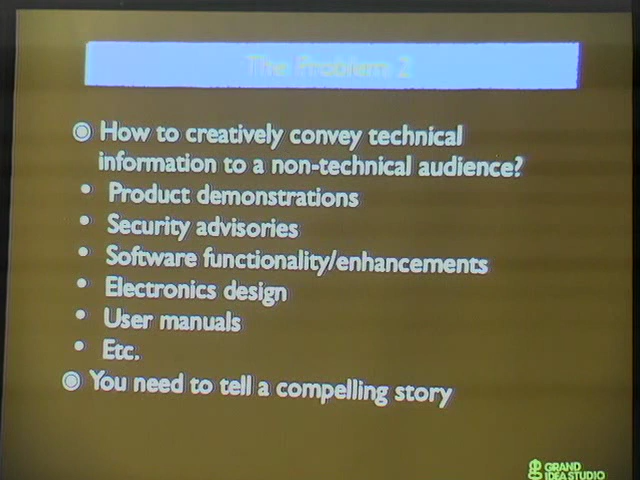 The Problem 2
How to creatively convey technical
information to a non-technical audience?
Product demonstrations
Security advisories
Software functionality/enhancements
Electronics design
User manuals
Etc.
You need to tell a compelling story
GRAND
IDEA STUDIO